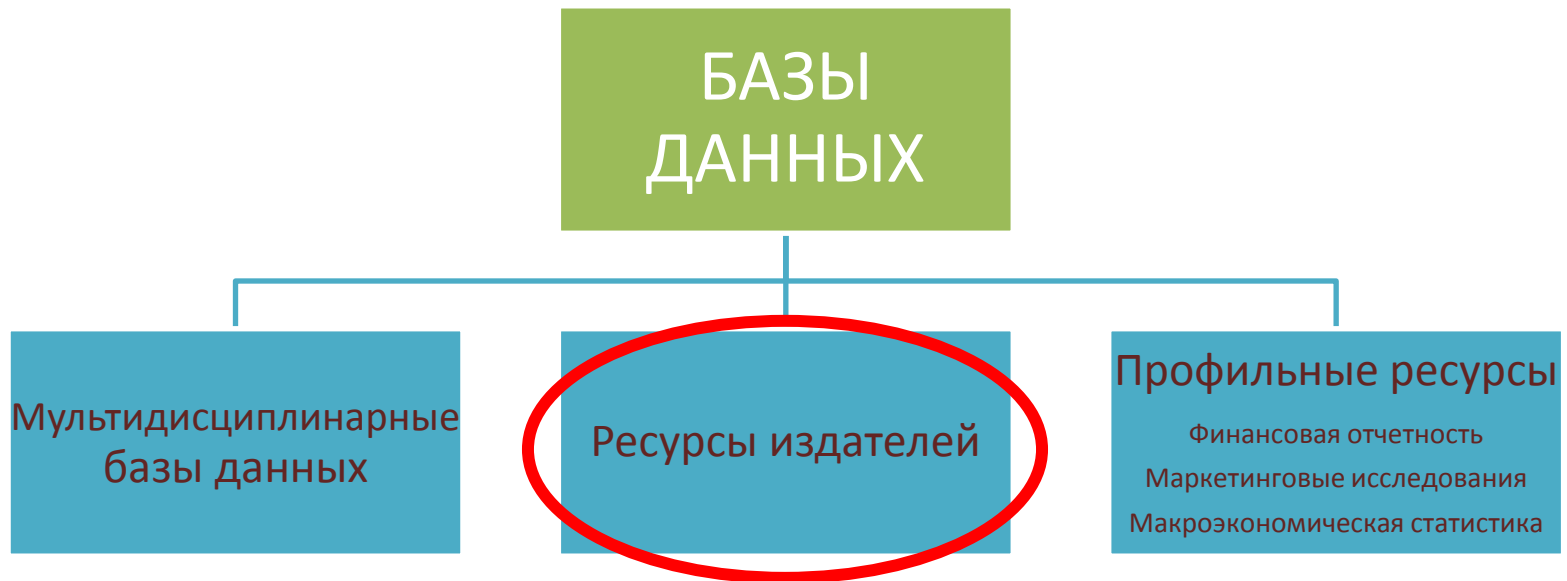 БАЗЫ
ДАННЫХ
Мультидисциплинарные
базы данных
Ресурсы издателей
Профильные ресурсы
Финансовая отчетность
Маркетинговые исследования
Макроэкономическая статистика